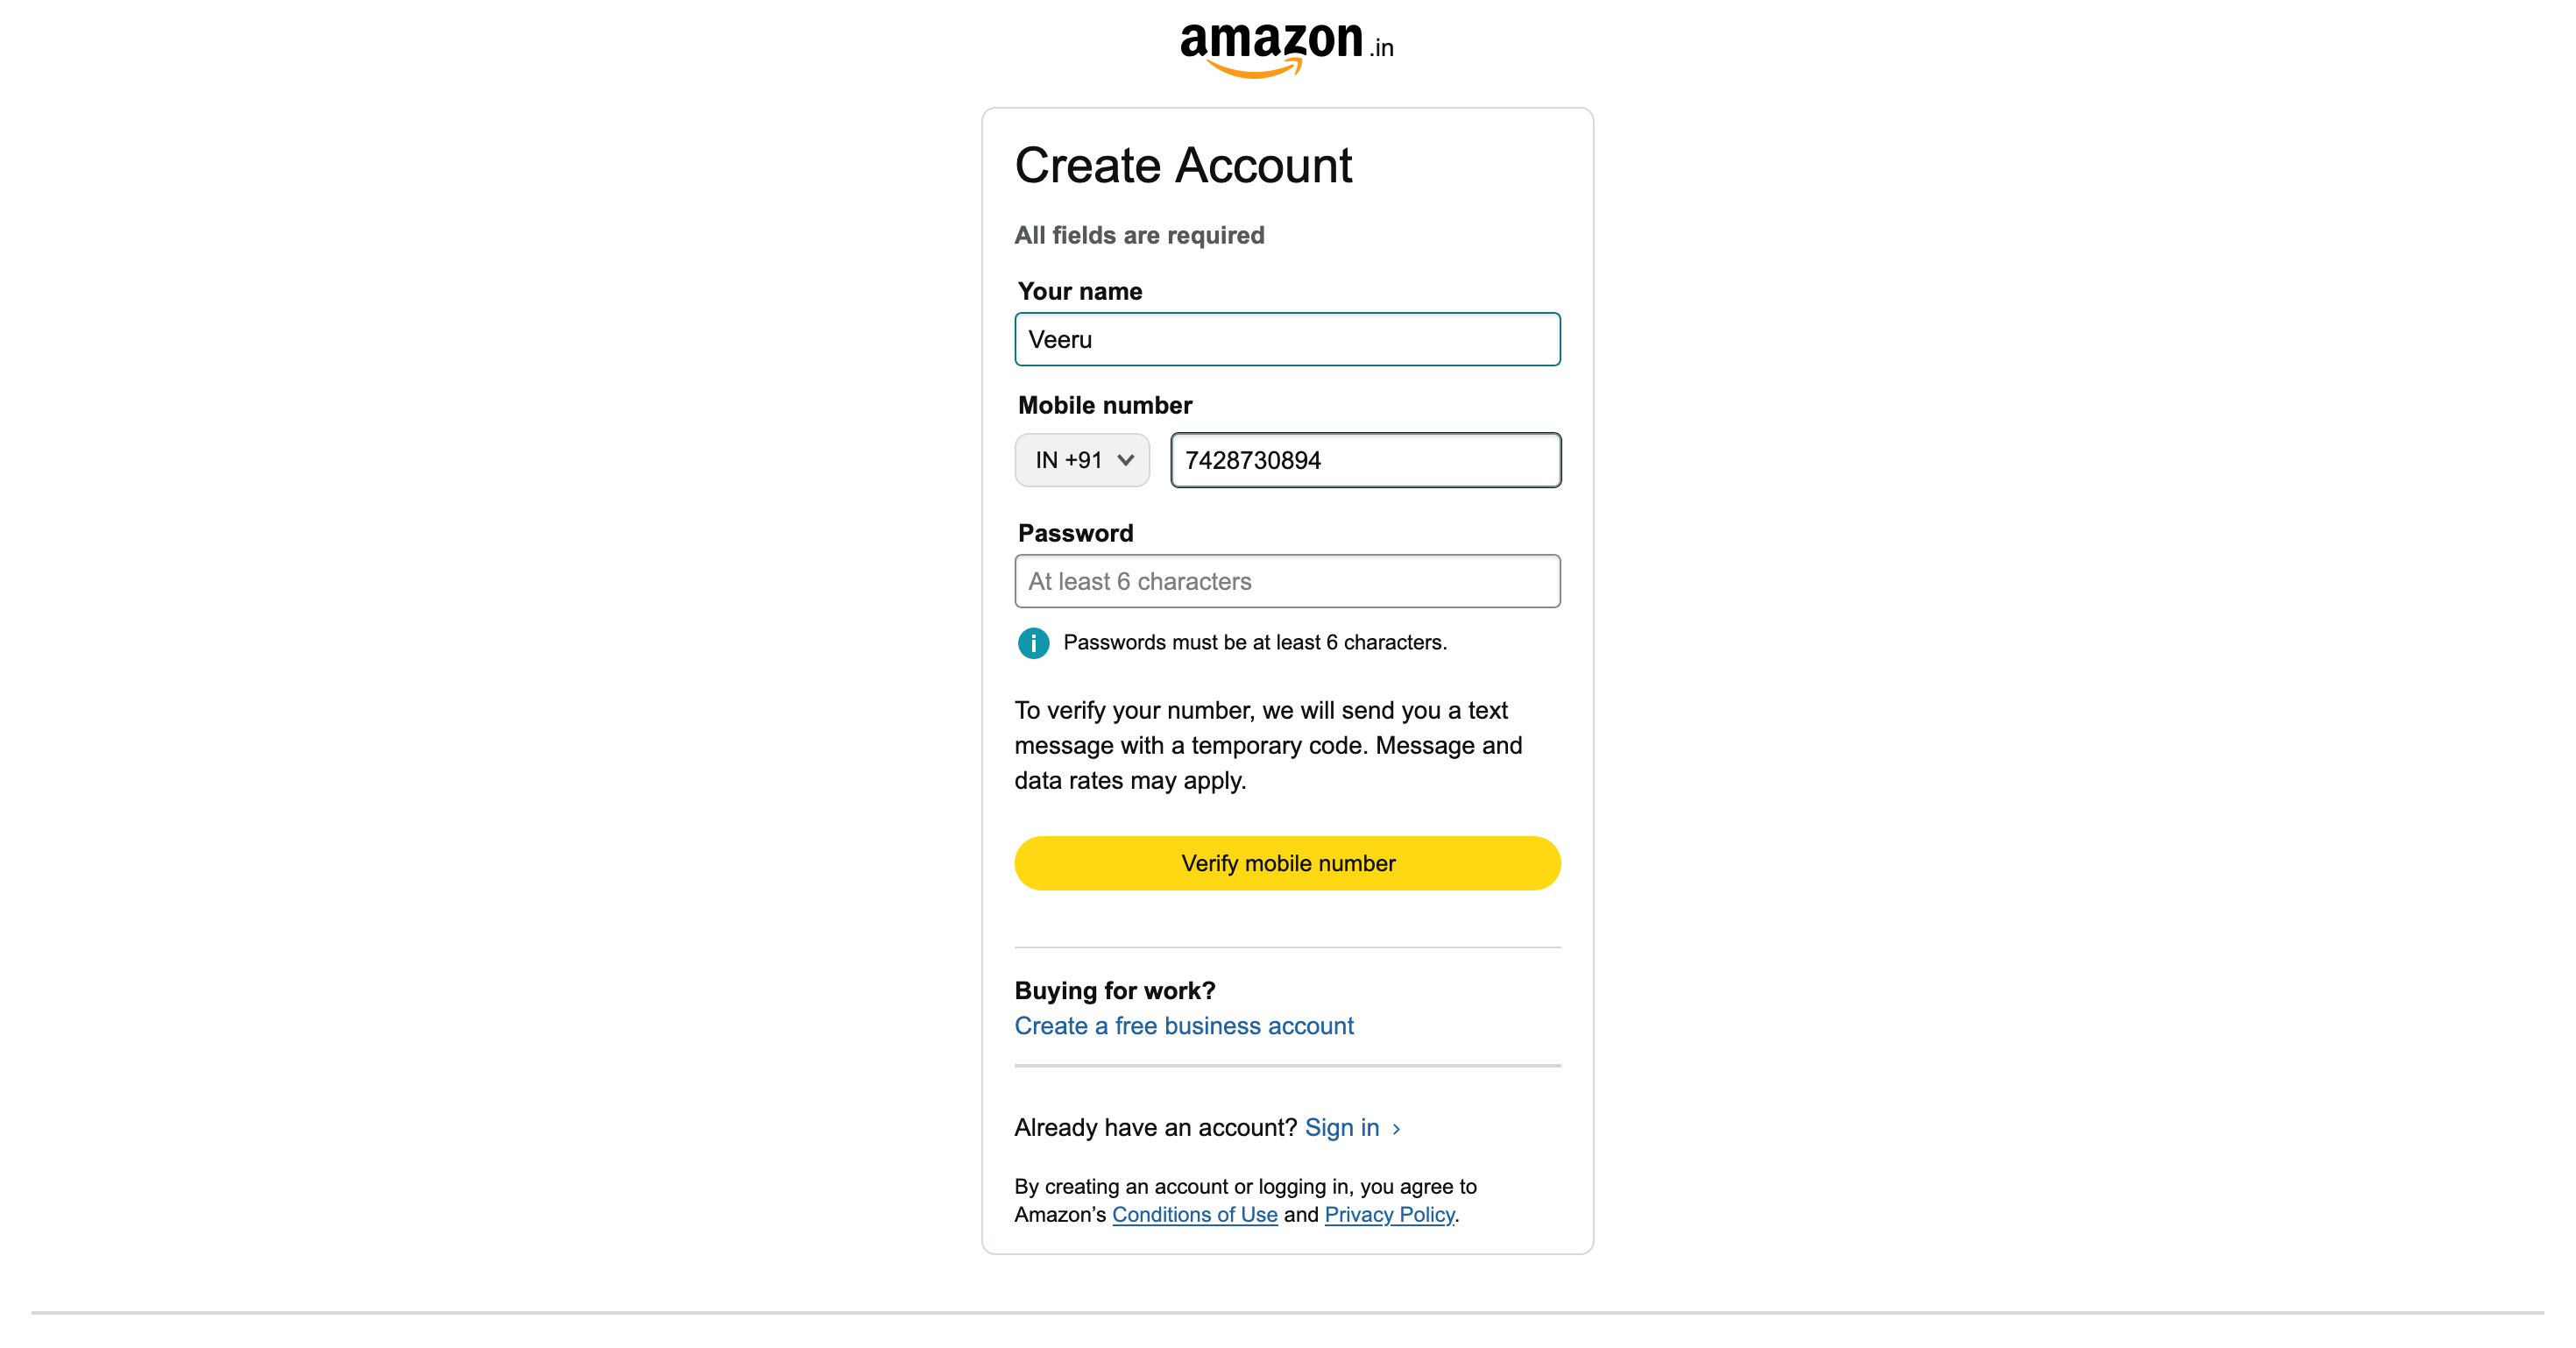 amazon.in
Create Account
All fields are required
Your name
Veeru
Mobile number
IN +91 7428730894
Password
At least 6 characters
i Passwords must be at least 6 characters.
To verify your number, we will send you a text
message with a temporary code. Message and
data rates may apply.
Verify mobile number
Buying for work?
Create a free business account
Already have an account? Sign in ›
By creating an account or logging in, you agree to
Amazon’s Conditions of Use and Privacy Policy.